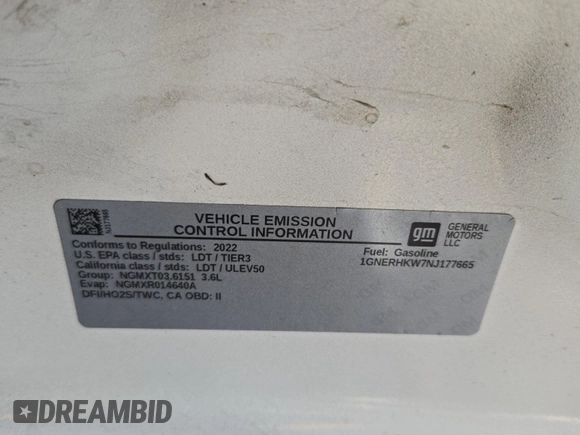 VEHICLE EMISSION
CONTROL INFORMATION
Conforms to Regulations: 2022
U.S. EPA class / stds: LDT / TIER3
California class / stds: LDT / ULEV50
Group: NGMXT03.6151 3.6L
Evap: NGMXR014640A
DFI/HO2S/TWC, CA OBD: II
gm
GENERAL
MOTORS
LLC
Fuel: Gasoline
1GNERHKW7NJ177665
NJ177665
DREAMBID